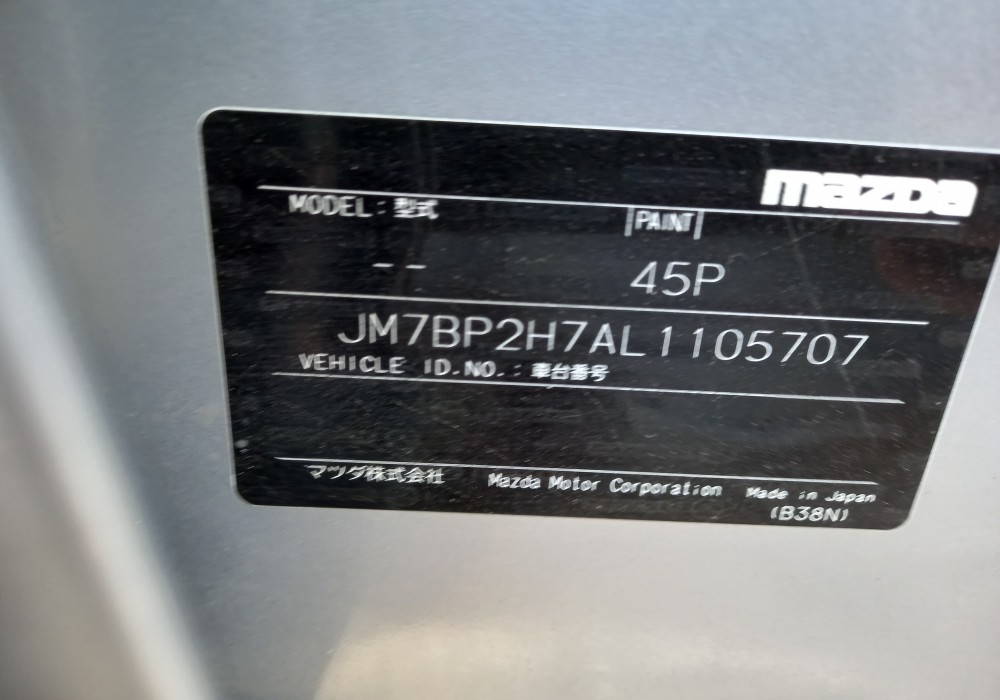 mazda
MODEL : 型式
PAINT
-- 45P
JM7BP2H7AL1105707
VEHICLE ID.NO. : 車台番号
マツダ株式会社 Mazda Motor Corporation Made in Japan
(B38N)